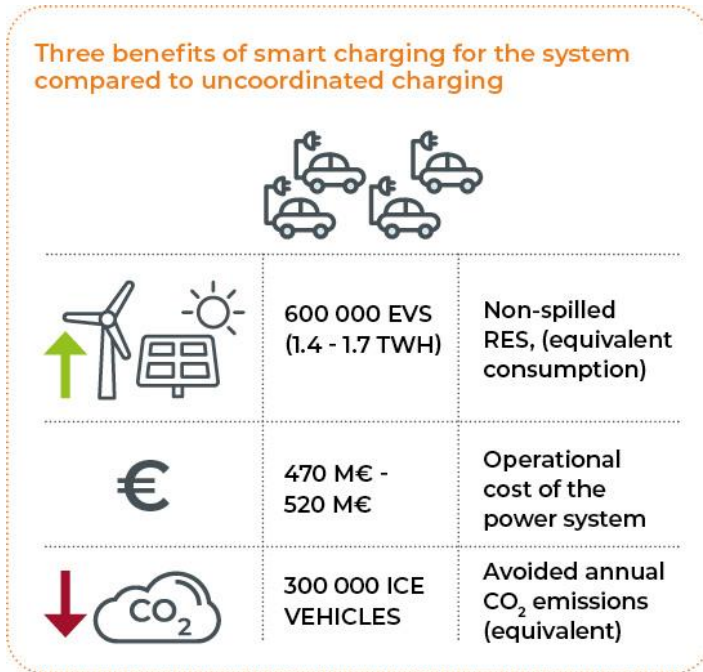 Three benefits of smart charging for the system
compared to uncoordinated charging
600 000 EVS
(1.4 - 1.7 TWH)
Non-spilled
RES, (equivalent
consumption)
€
470 M€ -
520 M€
Operational
cost of the
power system
CO₂
300 000 ICE
VEHICLES
Avoided annual
CO₂ emissions
(equivalent)